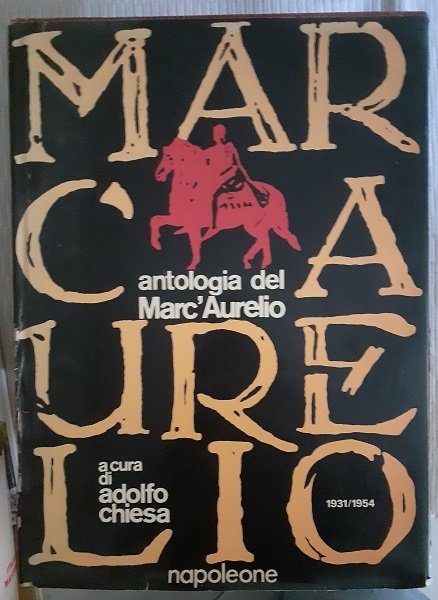 MAR
C'A
antologia del
Marc'Aurelio
URE
LIO
a cura
di
adolfo
chiesa
1931/1954
napoleone